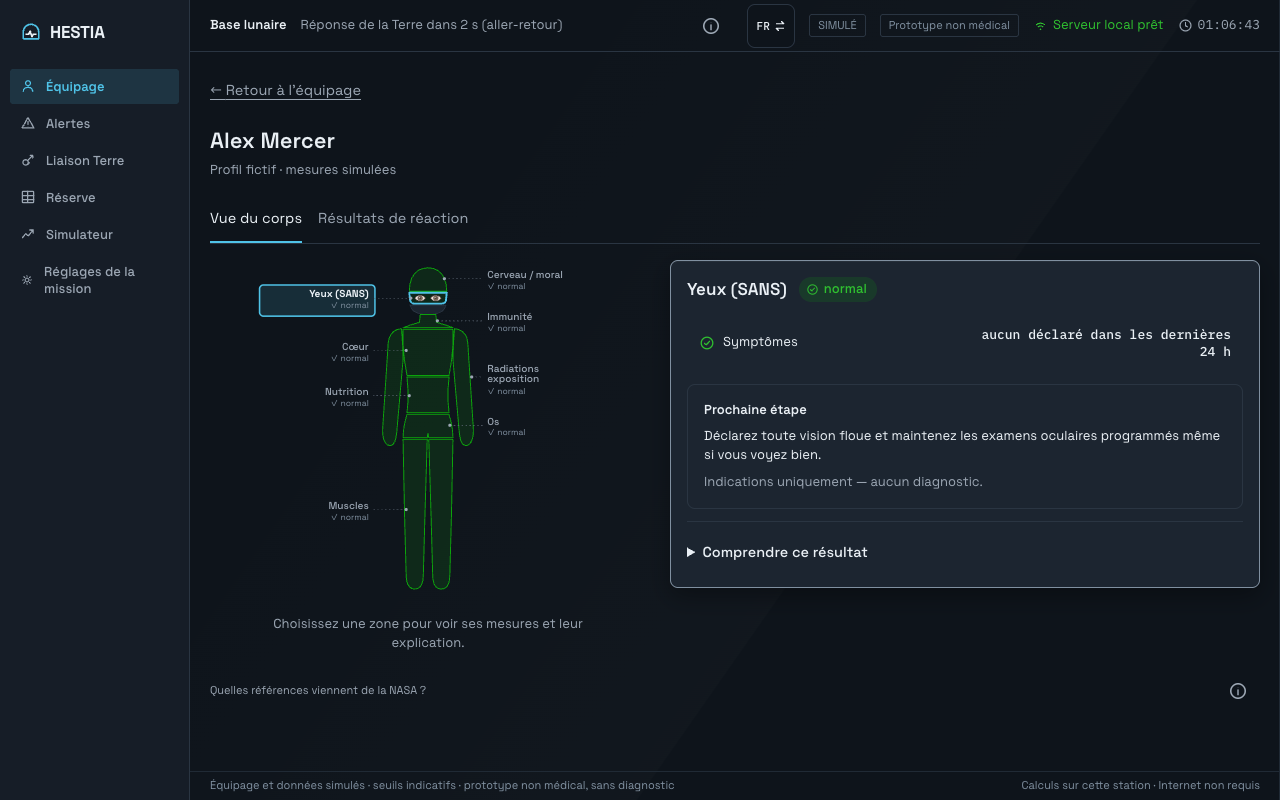 HESTIA
Équipage
Alertes
Liaison Terre
Réserve
Simulateur
Réglages de la
mission
Base lunaire Réponse de la Terre dans 2 s (aller-retour) FR SIMULÉ Prototype non médical Serveur local prêt 01:06:43
← Retour à l'équipage
Alex Mercer
Profil fictif · mesures simulées
Vue du corps Résultats de réaction
Yeux (SANS)
✓ normal
Cœur
✓ normal
Nutrition
✓ normal
Muscles
✓ normal
Cerveau / moral
✓ normal
Immunité
✓ normal
Radiations
exposition
✓ normal
Os
✓ normal
Choisissez une zone pour voir ses mesures et leur
explication.
Yeux (SANS) normal
Symptômes
aucun déclaré dans les dernières
24 h
Prochaine étape
Déclarez toute vision floue et maintenez les examens oculaires programmés même
si vous voyez bien.
Indications uniquement — aucun diagnostic.
Comprendre ce résultat
Quelles références viennent de la NASA ?
Équipage et données simulés · seuils indicatifs · prototype non médical, sans diagnostic
Calculs sur cette station · Internet non requis